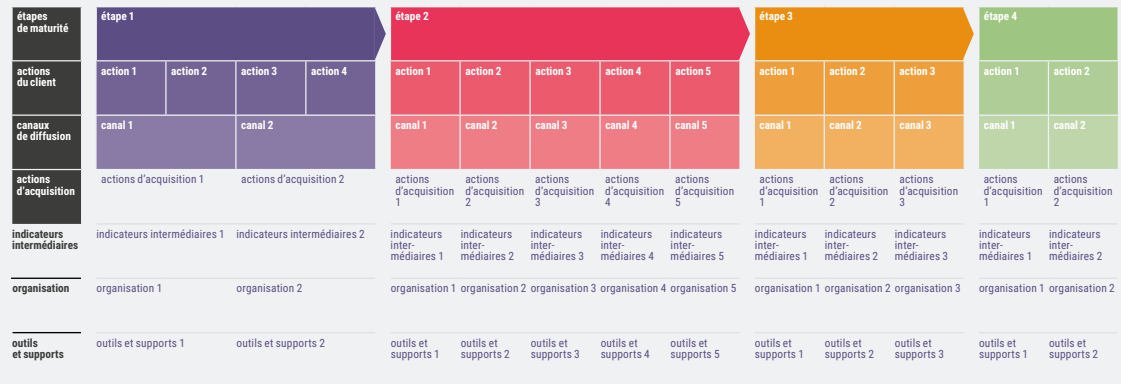 étapes
de maturité
étape 1
étape 2
étape 3
étape 4
actions
du client
action 1
action 2
action 3
action 4
action 1
action 2
action 3
action 4
action 5
action 1
action 2
action 3
action 1
action 2
canaux
de diffusion
canal 1
canal 2
canal 1
canal 2
canal 3
canal 4
canal 5
canal 1
canal 2
canal 3
canal 1
canal 2
actions
d'acquisition
actions d'acquisition 1
actions d'acquisition 2
actions
d'acquisition
1
actions
d'acquisition
2
actions
d'acquisition
3
actions
d'acquisition
4
actions
d'acquisition
5
actions
d'acquisition
1
actions
d'acquisition
2
actions
d'acquisition
3
actions
d'acquisition
1
actions
d'acquisition
2
indicateurs
intermédiaires
indicateurs intermédiaires 1
indicateurs intermédiaires 2
indicateurs
inter-
médiaires 1
indicateurs
inter-
médiaires 2
indicateurs
inter-
médiaires 3
indicateurs
inter-
médiaires 4
indicateurs
inter-
médiaires 5
indicateurs
inter-
médiaires 1
indicateurs
inter-
médiaires 2
indicateurs
inter-
médiaires 3
indicateurs
inter-
médiaires 1
indicateurs
inter-
médiaires 2
organisation
organisation 1
organisation 2
organisation 1
organisation 2
organisation 3
organisation 4
organisation 5
organisation 1
organisation 2
organisation 3
organisation 1
organisation 2
outils
et supports
outils et supports 1
outils et supports 2
outils et
supports 1
outils et
supports 2
outils et
supports 3
outils et
supports 4
outils et
supports 5
outils et
supports 1
outils et
supports 2
outils et
supports 3
outils et
supports 1
outils et
supports 2